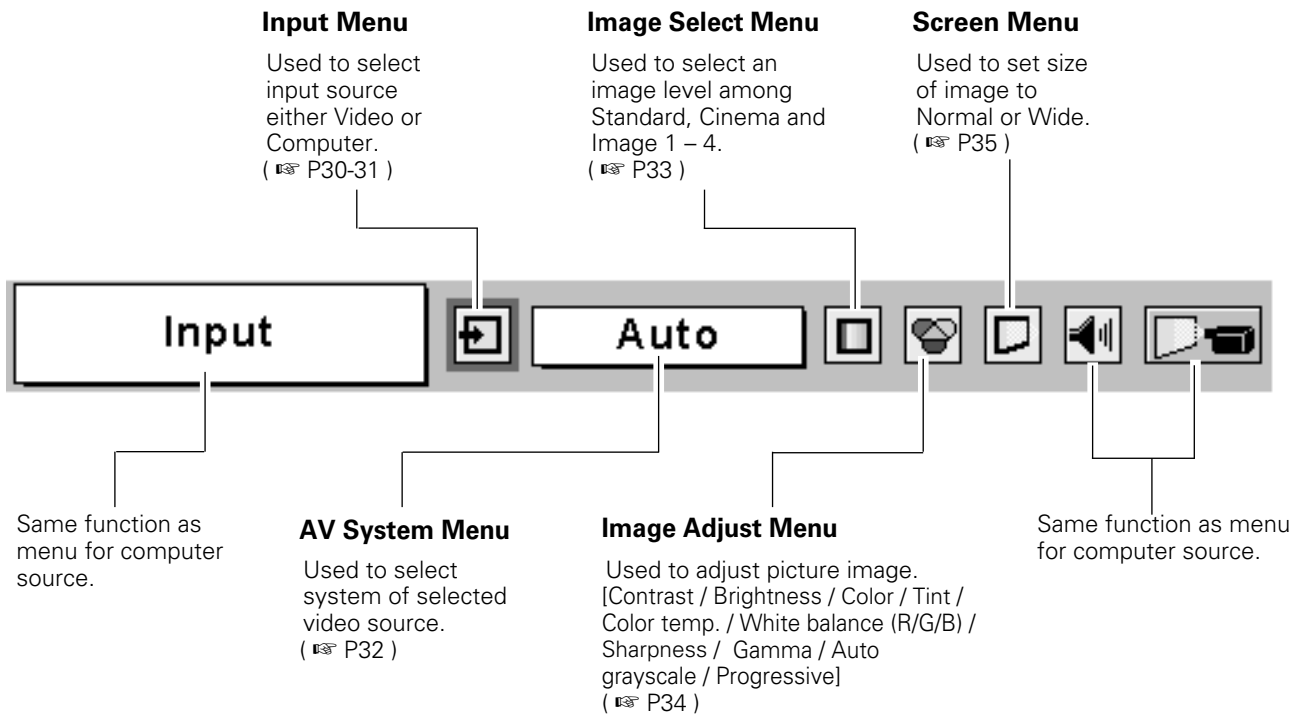 Input Menu
Used to select
input source
either Video or
Computer.
( ☞ P30-31 )
Image Select Menu
Used to select an
image level among
Standard, Cinema and
Image 1 – 4.
( ☞ P33 )
Screen Menu
Used to set size
of image to
Normal or Wide.
( ☞ P35 )
Input
Auto
Same function as
menu for computer
source.
AV System Menu
Used to select
system of selected
video source.
( ☞ P32 )
Image Adjust Menu
Used to adjust picture image.
[Contrast / Brightness / Color / Tint /
Color temp. / White balance (R/G/B) /
Sharpness / Gamma / Auto
grayscale / Progressive]
( ☞ P34 )
Same function as menu
for computer source.